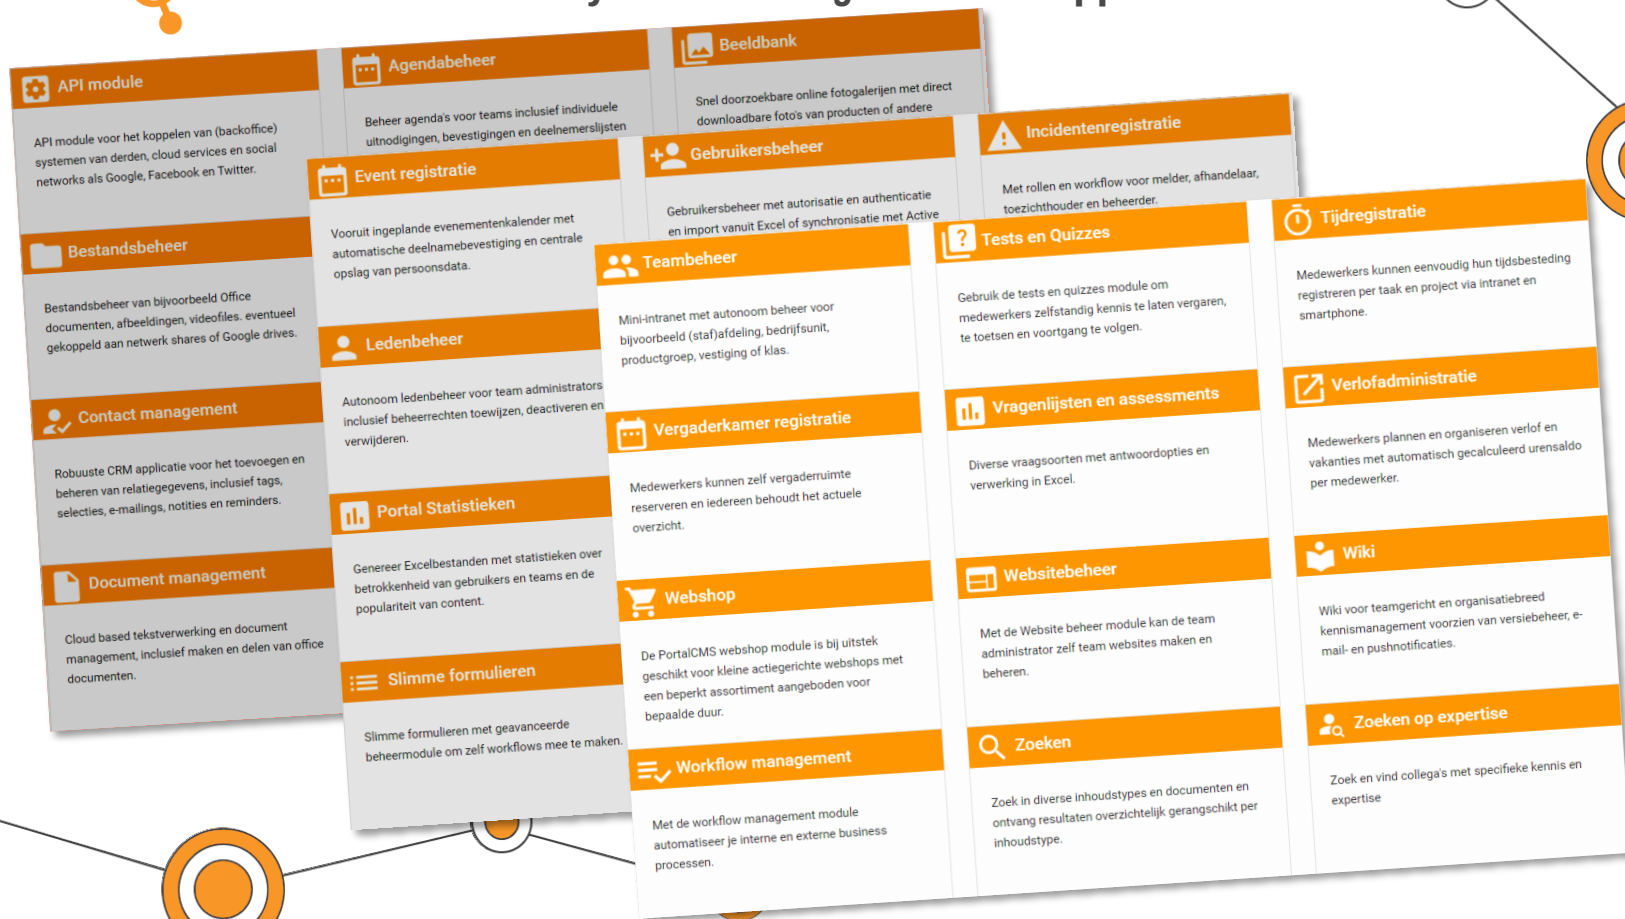 API module
API module voor het koppelen van (backoffice)
systemen van derden, cloud services en social
networks als Google, Facebook en Twitter.
Bestandsbeheer
Bestandsbeheer van bijvoorbeeld Office
documenten, afbeeldingen, videofiles. eventueel
gekoppeld aan netwerk shares of Google drives.
Contact management
Robuuste CRM applicatie voor het toevoegen en
beheren van relatiegegevens, inclusief tags,
selecties, e-mailings, notities en reminders.
Document management
Cloud based tekstverwerking en document
management, inclusief maken en delen van office
documenten.
Agendabeheer
Beheer agenda's voor teams inclusief individuele
uitnodigingen, bevestigingen en deelnemerslijsten
Beeldbank
Snel doorzoekbare online fotogalerijen met direct
downloadbare foto's van producten of andere
Event registratie
Vooruit ingeplande evenementenkalender met
automatische deelnamebevestiging en centrale
opslag van persoonsdata.
Ledenbeheer
Autonoom ledenbeheer voor team administrators
inclusief beheerrechten toewijzen, deactiveren en
verwijderen.
Portal Statistieken
Genereer Excelbestanden met statistieken over
betrokkenheid van gebruikers en teams en de
populariteit van content.
Slimme formulieren
Slimme formulieren met geavanceerde
beheermodule om zelf workflows mee te maken.
Gebruikersbeheer
Gebruikersbeheer met autorisatie en authenticatie
en import vanuit Excel of synchronisatie met Active
Incidentenregistratie
Met rollen en workflow voor melder, afhandelaar,
toezichthouder en beheerder.
Teambeheer
Mini-intranet met autonoom beheer voor
bijvoorbeeld (staf)afdeling, bedrijfsunit,
productgroep, vestiging of klas.
Vergaderkamer registratie
Medewerkers kunnen zelf vergaderruimte
reserveren en iedereen behoudt het actuele
overzicht.
Webshop
De PortalCMS webshop module is bij uitstek
geschikt voor kleine actiegerichte webshops met
een beperkt assortiment aangeboden voor
bepaalde duur.
Workflow management
Met de workflow management module
automatiseer je interne en externe business
processen.
Tests en Quizzes
Gebruik de tests en quizzes module om
medewerkers zelfstandig kennis te laten vergaren,
te toetsen en voortgang te volgen.
Vragenlijsten en assessments
Diverse vraagsoorten met antwoordopties en
verwerking in Excel.
Websitebeheer
Met de Website beheer module kan de team
administrator zelf team websites maken en
beheren.
Zoeken
Zoek in diverse inhoudstypes en documenten en
ontvang resultaten overzichtelijk gerangschikt per
inhoudstype.
Tijdregistratie
Medewerkers kunnen eenvoudig hun tijdsbesteding
registreren per taak en project via intranet en
smartphone.
Verlofadministratie
Medewerkers plannen en organiseren verlof en
vakanties met automatisch gecalculeerd urensaldo
per medewerker.
Wiki
Wiki voor teamgericht en organisatiebreed
kennismanagement voorzien van versiebeheer, e-
mail- en pushnotificaties.
Zoeken op expertise
Zoek en vind collega's met specifieke kennis en
expertise